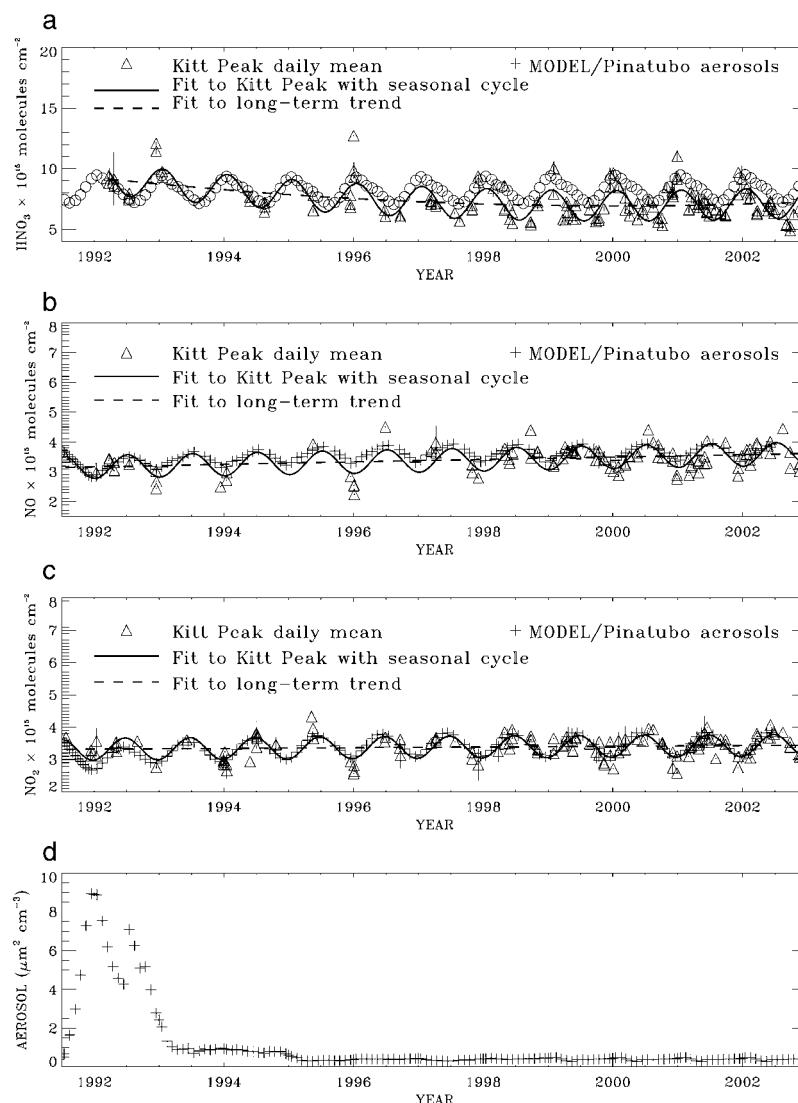 a
20
15
10
5
HNO3 × 10^15 molecules cm^-2
Kitt Peak daily mean
MODEL/Pinatubo aerosols
Fit to Kitt Peak with seasonal cycle
Fit to long-term trend
1992 1994 1996 1998 2000 2002
YEAR
b
8
7
6
5
4
3
2
NO × 10^15 molecules cm^-2
Kitt Peak daily mean
MODEL/Pinatubo aerosols
Fit to Kitt Peak with seasonal cycle
Fit to long-term trend
1992 1994 1996 1998 2000 2002
YEAR
c
8
7
6
5
4
3
2
NO2 × 10^15 molecules cm^-2
Kitt Peak daily mean
MODEL/Pinatubo aerosols
Fit to Kitt Peak with seasonal cycle
Fit to long-term trend
1992 1994 1996 1998 2000 2002
YEAR
d
10
8
6
4
2
0
AEROSOL (μm² cm^-3)
1992 1994 1996 1998 2000 2002
YEAR